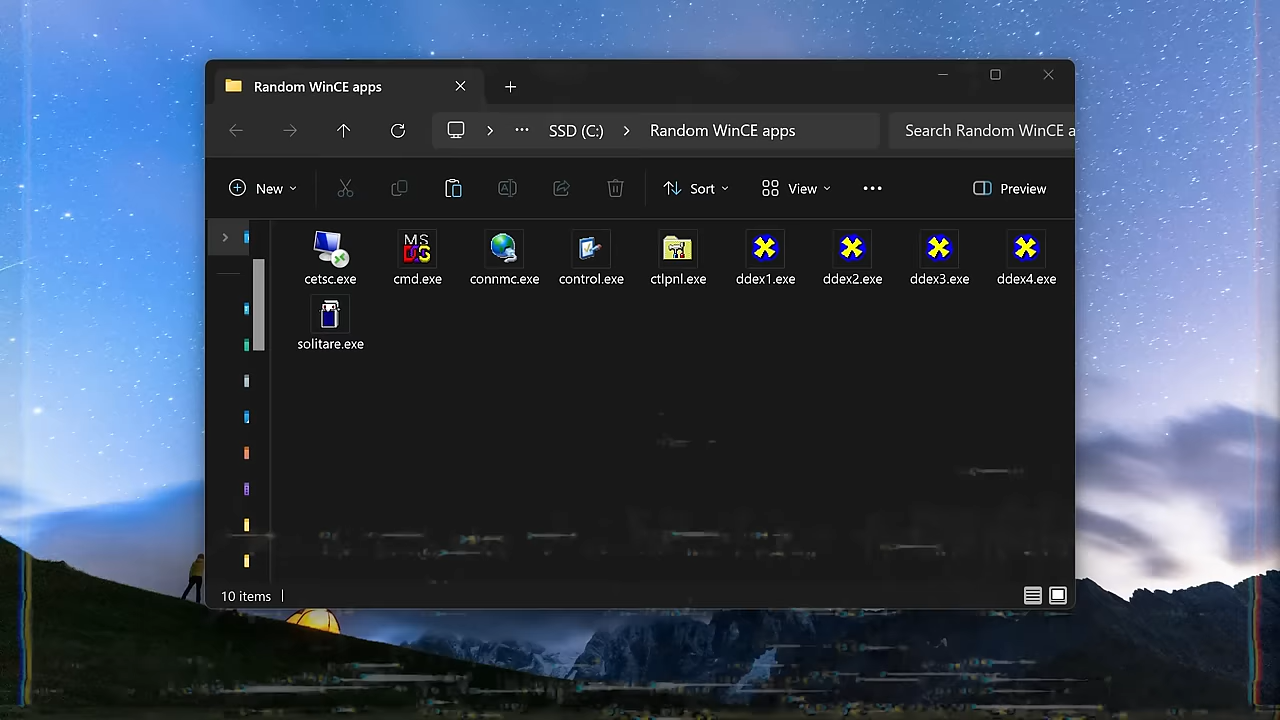 Random WinCE apps
SSD (C:) Random WinCE apps Search Random WinCE a
New Sort View Preview
MS
DOS
cetsc.exe cmd.exe connmc.exe control.exe ctlpnl.exe ddex1.exe ddex2.exe ddex3.exe ddex4.exe
solitare.exe
10 items